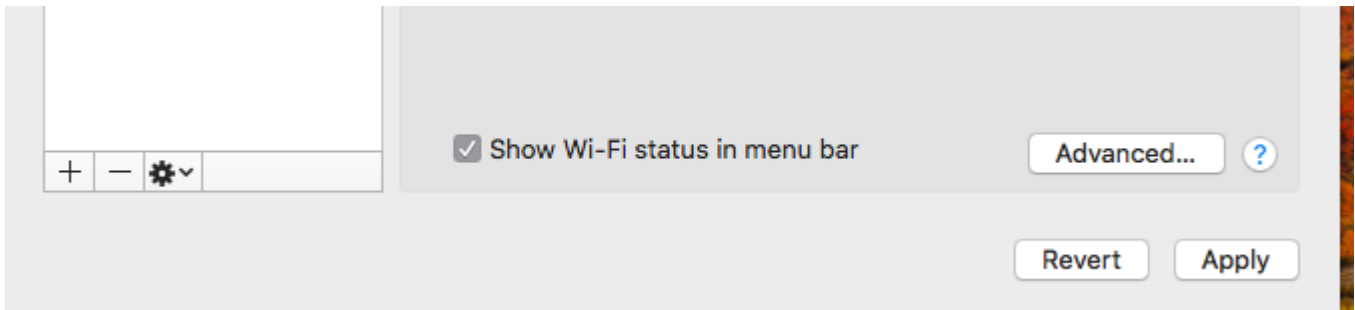 Show Wi-Fi status in menu bar
Advanced...
?
Revert
Apply